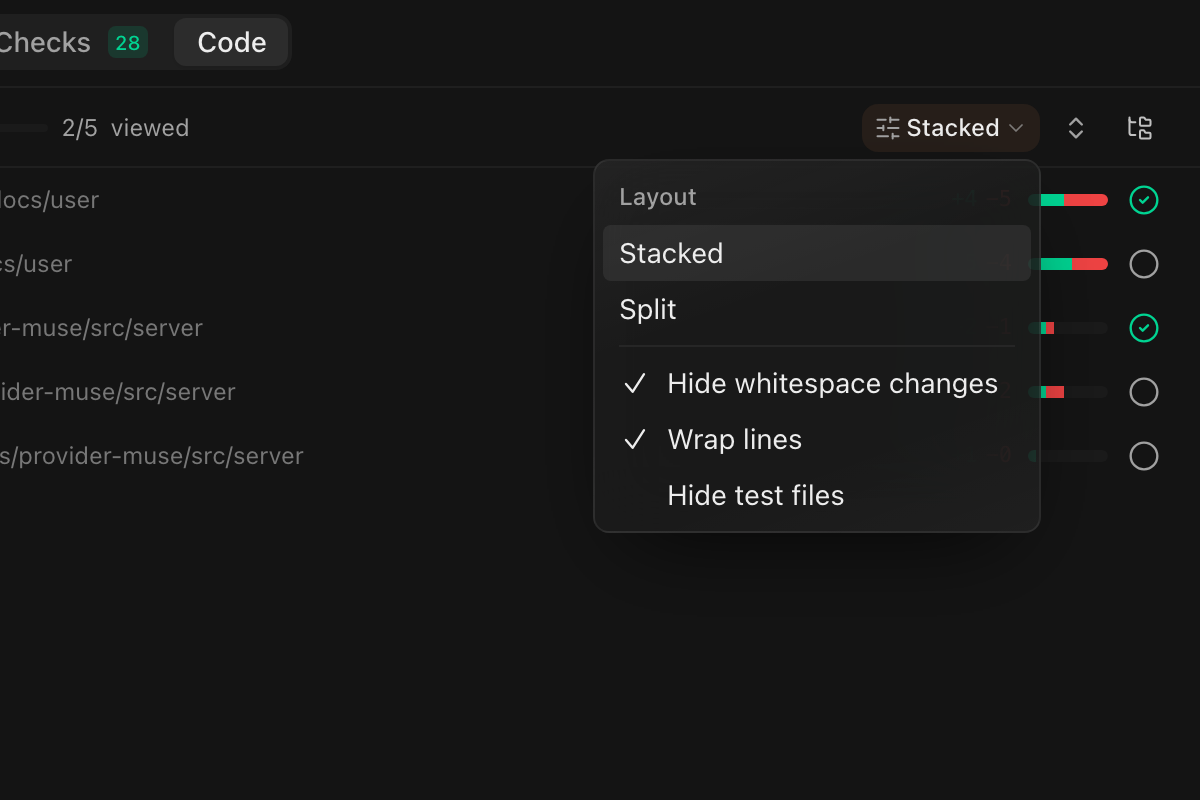 Checks 28 Code
2/5 viewed Stacked
docs/user
Layout
Stacked
cs/user
Split
er-muse/src/server
Hide whitespace changes
ider-muse/src/server
Wrap lines
s/provider-muse/src/server
Hide test files